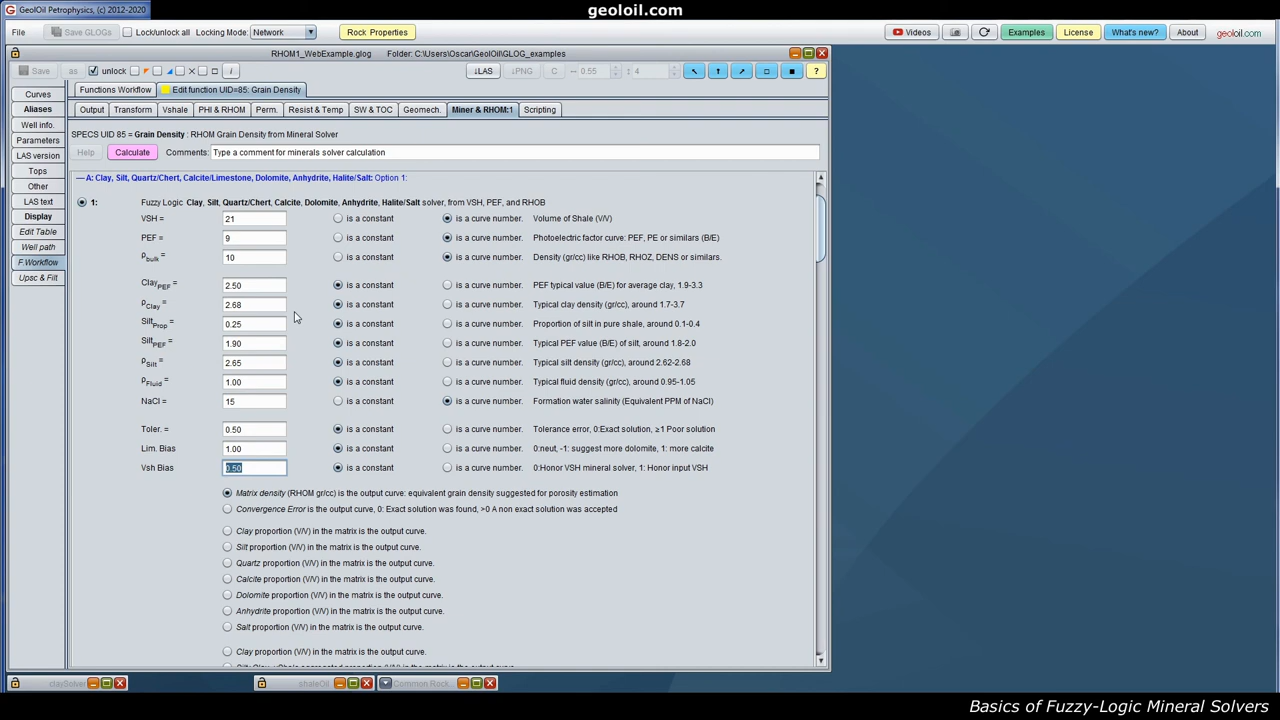 GeolOil Petrophysics, (c) 2012-2020
geoloil.com
File Save GLOGs Lock/unlock all Locking Mode: Network Rock Properties Videos Examples License What's new? About geoloil.com
RHOM1_WebExample.glog Folder: C:\Users\Oscar\GeolOil\GLOG_examples
Save as unlock i ↓LAS ↓PNG C 0.55 4 ?
Curves
Aliases
Well info.
Parameters
LAS version
Tops
Other
LAS text
Display
Edit Table
Well path
F.Workflow
Upsc & Filt
Functions Workflow Edit function UID=85: Grain Density
Output Transform Vshale PHI & RHOM Perm. Resist & Temp SW & TOC Geomech. Miner & RHOM:1 Scripting
SPECS UID 85 = Grain Density : RHOM Grain Density from Mineral Solver
Help Calculate Comments: Type a comment for minerals solver calculation
— A: Clay, Silt, Quartz/Chert, Calcite/Limestone, Dolomite, Anhydrite, Halite/Salt: Option 1:
1: Fuzzy Logic Clay, Silt, Quartz/Chert, Calcite, Dolomite, Anhydrite, Halite/Salt solver, from VSH, PEF, and RHOB
VSH = 21 is a constant is a curve number. Volume of Shale (V/V)
PEF = 9 is a constant is a curve number. Photoelectric factor curve: PEF, PE or similars (B/E)
ρbulk = 10 is a constant is a curve number. Density (gr/cc) like RHOB, RHOZ, DENS or similars.
ClayPEF = 2.50 is a constant is a curve number. PEF typical value (B/E) for average clay, 1.9-3.3
ρClay = 2.68 is a constant is a curve number. Typical clay density (gr/cc), around 1.7-3.7
SiltProp = 0.25 is a constant is a curve number. Proportion of silt in pure shale, around 0.1-0.4
SiltPEF = 1.90 is a constant is a curve number. Typical PEF value (B/E) of silt, around 1.8-2.0
ρSilt = 2.65 is a constant is a curve number. Typical silt density (gr/cc), around 2.62-2.68
ρFluid = 1.00 is a constant is a curve number. Typical fluid density (gr/cc), around 0.95-1.05
NaCl = 15 is a constant is a curve number. Formation water salinity (Equivalent PPM of NaCl)
Toler. = 0.50 is a constant is a curve number. Tolerance error, 0:Exact solution, ≥1 Poor solution
Lim. Bias 1.00 is a constant is a curve number. 0:neut, -1: suggest more dolomite, 1: more calcite
Vsh Bias 0.50 is a constant is a curve number. 0:Honor VSH mineral solver, 1: Honor input VSH
Matrix density (RHOM gr/cc) is the output curve: equivalent grain density suggested for porosity estimation
Convergence Error is the output curve, 0: Exact solution was found, >0 A non exact solution was accepted
Clay proportion (V/V) in the matrix is the output curve.
Silt proportion (V/V) in the matrix is the output curve.
Quartz proportion (V/V) in the matrix is the output curve.
Calcite proportion (V/V) in the matrix is the output curve.
Dolomite proportion (V/V) in the matrix is the output curve.
Anhydrite proportion (V/V) in the matrix is the output curve.
Salt proportion (V/V) in the matrix is the output curve.
Clay proportion (V/V) in the matrix is the output curve.
claySolver shaleOil Common Rock
Basics of Fuzzy-Logic Mineral Solvers